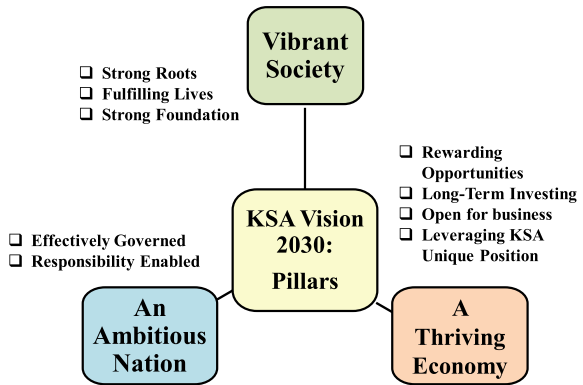 Vibrant
Society
❑ Strong Roots
❑ Fulfilling Lives
❑ Strong Foundation
❑ Rewarding
Opportunities
❑ Long-Term Investing
❑ Open for business
❑ Leveraging KSA
Unique Position
KSA Vision
2030:
Pillars
❑ Effectively Governed
❑ Responsibility Enabled
An
Ambitious
Nation
A
Thriving
Economy